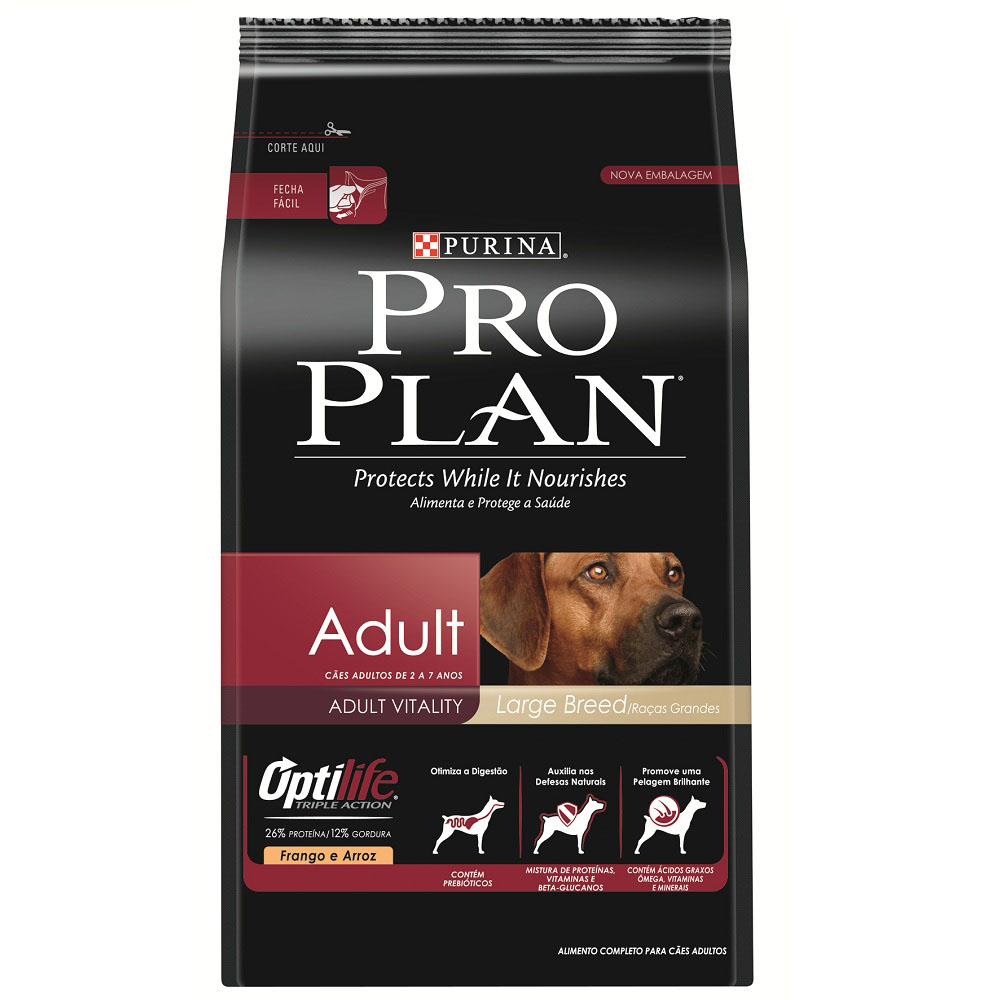 CORTE AQUI
NOVA EMBALAGEM
FECHA
FÁCIL
PURINA®
PRO
PLAN®
Protects While It Nourishes
Alimenta e Protege a Saúde
Adult
CÃES ADULTOS DE 2 A 7 ANOS
ADULT VITALITY
Large Breed/Raças Grandes
Optilife®
TRIPLE ACTION
26% PROTEÍNA/12% GORDURA
Frango e Arroz
Otimiza a Digestão
CONTÉM
PREBIÓTICOS
Auxilia nas
Defesas Naturais
MISTURA DE PROTEÍNAS,
VITAMINAS E
BETA-GLUCANOS
Promove uma
Pelagem Brilhante
CONTÉM ÁCIDOS GRAXOS
ÔMEGA, VITAMINAS
E MINERAIS
ALIMENTO COMPLETO PARA CÃES ADULTOS